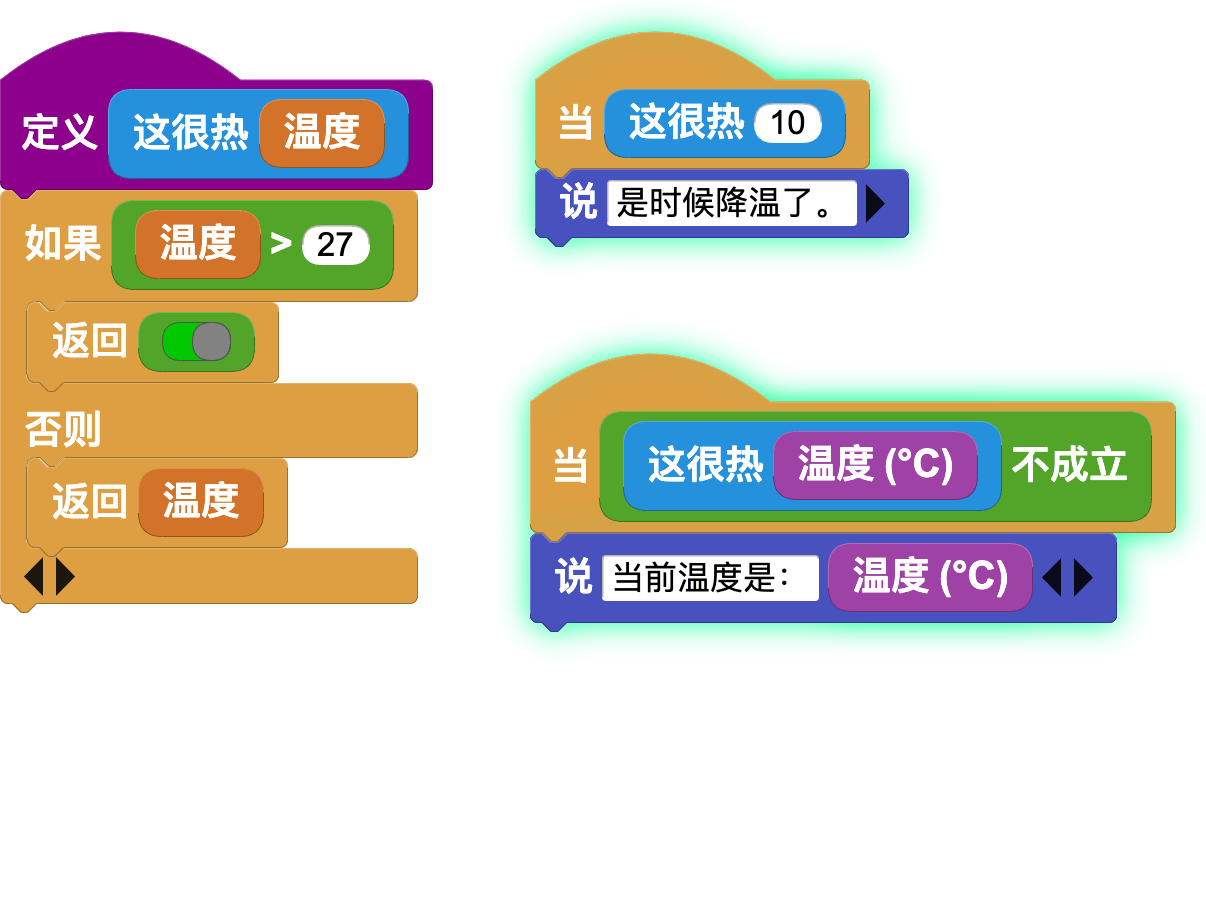 定义 这很热 温度
如果 温度 > 27
返回
否则
返回 温度
当 这很热 10
说 是时候降温了。
当 这很热 温度 (°C) 不成立
说 当前温度是： 温度 (°C)